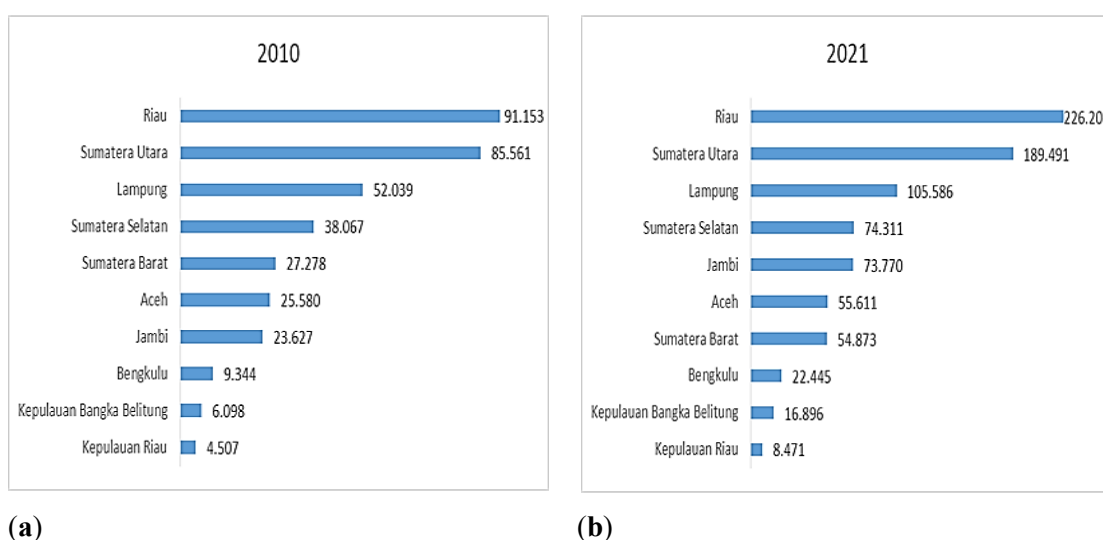 2010
Riau 91.153
Sumatera Utara 85.561
Lampung 52.039
Sumatera Selatan 38.067
Sumatera Barat 27.278
Aceh 25.580
Jambi 23.627
Bengkulu 9.344
Kepulauan Bangka Belitung 6.098
Kepulauan Riau 4.507
(a)
2021
Riau 226.20
Sumatera Utara 189.491
Lampung 105.586
Sumatera Selatan 74.311
Jambi 73.770
Aceh 55.611
Sumatera Barat 54.873
Bengkulu 22.445
Kepulauan Bangka Belitung 16.896
Kepulauan Riau 8.471
(b)